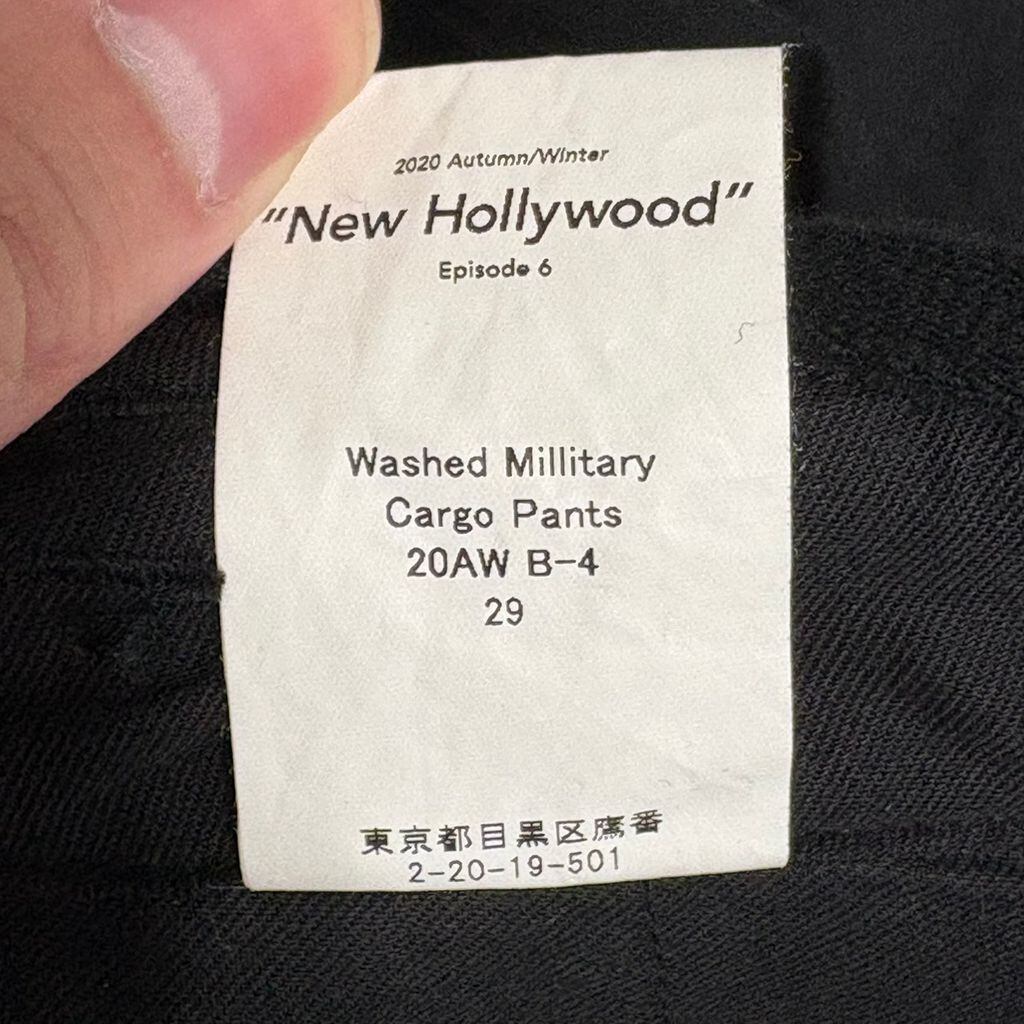 2020 Autumn/Winter
"New Hollywood"
Episode 6
Washed Millitary
Cargo Pants
20AW B-4
29
東京都目黒区鷹番
2-20-19-501